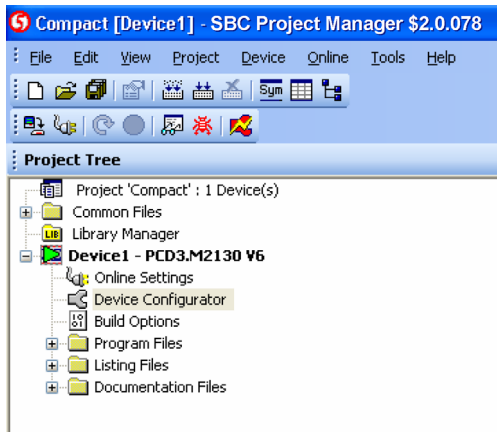 Compact [Device1] - SBC Project Manager $2.0.078
File Edit View Project Device Online Tools Help
Sym
Project Tree
Project 'Compact' : 1 Device(s)
Common Files
LIB Library Manager
Device1 - PCD3.M2130 V6
Online Settings
Device Configurator
Build Options
Program Files
Listing Files
Documentation Files